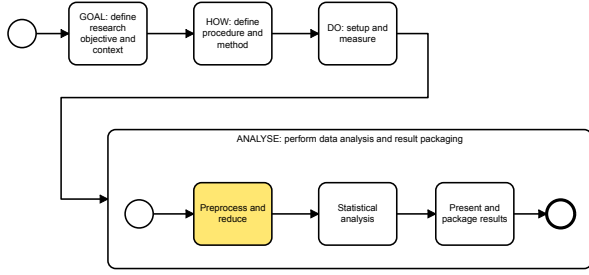 GOAL: define
research
objective and
context
HOW: define
procedure and
method
DO: setup and
measure
ANALYSE: perform data analysis and result packaging
Preprocess and
reduce
Statistical
analysis
Present and
package results